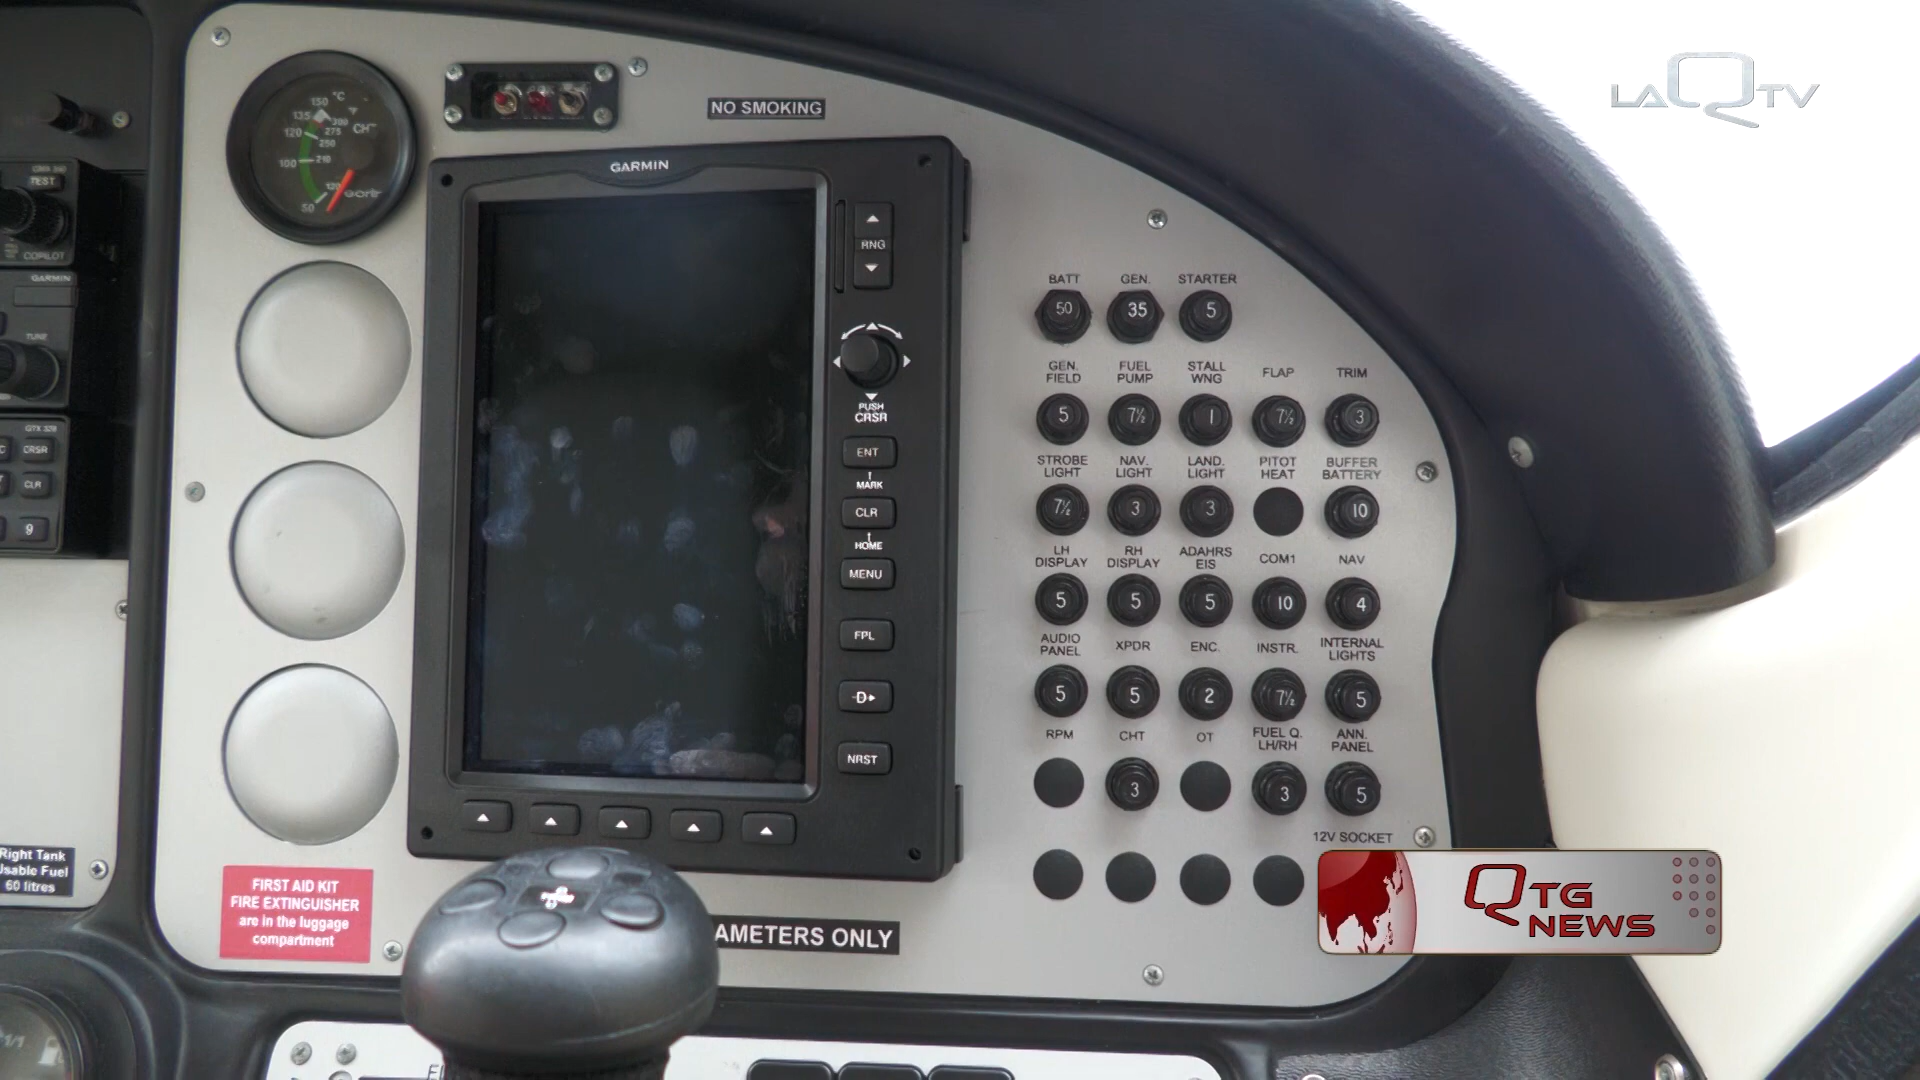 LAQTV
NO SMOKING
GARMIN
°C
°F
150
135
300
CHT
120
275
250
100
210
120
50
TEST
COPILOT
GARMIN
TUNE
GTX 328
CRSR
CLR
9
RNG
PUSH
CRSR
ENT
MARK
CLR
HOME
MENU
FPL
D
NRST
BATT GEN. STARTER
50 35 5
GEN. FIELD
FUEL PUMP
STALL WNG
FLAP
TRIM
5 7½ 1 7½ 3
STROBE LIGHT
NAV. LIGHT
LAND. LIGHT
PITOT HEAT
BUFFER BATTERY
7½ 3 3 10
LH DISPLAY
RH DISPLAY
ADAHRS EIS
COM1
NAV
5 5 5 10 4
AUDIO PANEL
XPDR
ENC.
INSTR.
INTERNAL LIGHTS
5 5 2 7½ 5
RPM
CHT
OT
FUEL Q. LH/RH
ANN. PANEL
3 3 5
12V SOCKET
Right Tank
Usable Fuel
60 litres
FIRST AID KIT
FIRE EXTINGUISHER
are in the luggage
compartment
AMETERS ONLY
QTG
NEWS
1/1